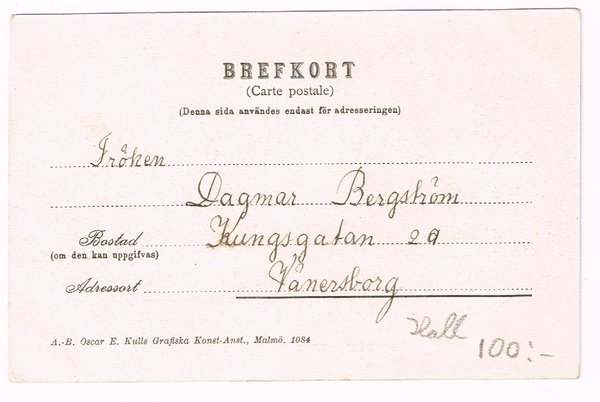 BREFKORT
(Carte postale)
(Denna sida användes endast för adresseringen)
Fröken
Dagmar Bergström
Bostad Kungsgatan 29
(om den kan uppgifvas)
Adressort Vänersborg
A.-B. Oscar E. Kulls Grafiska Konst-Anst., Malmö. 1084
Hall
100:-